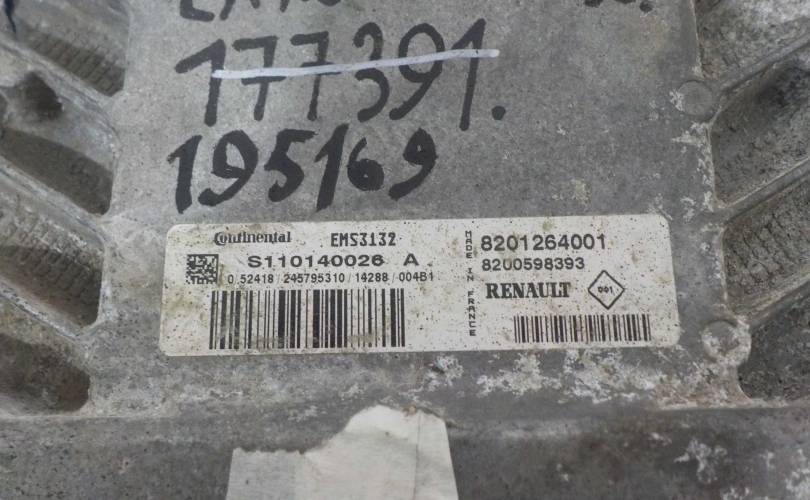 177391.
195169
Continental EMS3132
S110140026 A
0 52418 / 245795310 / 14288 / 004B1
MADE IN FRANCE
8201264001
8200598393
RENAULT 001